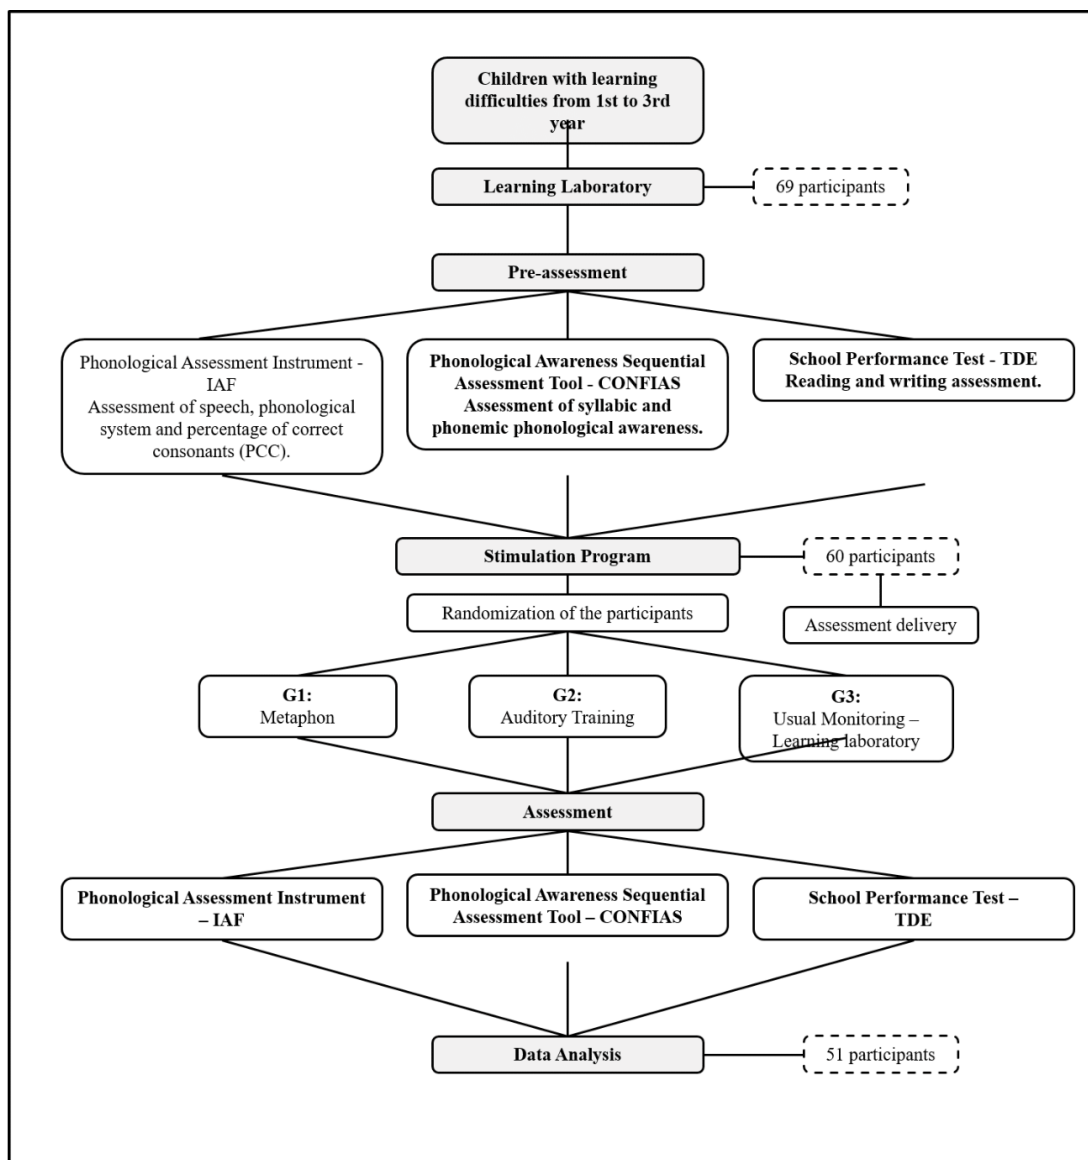 Children with learning
difficulties from 1st to 3rd
year
Learning Laboratory
69 participants
Pre-assessment
Phonological Assessment Instrument -
IAF
Assessment of speech, phonological
system and percentage of correct
consonants (PCC).
Phonological Awareness Sequential
Assessment Tool - CONFIAS
Assessment of syllabic and
phonemic phonological awareness.
School Performance Test - TDE
Reading and writing assessment.
Stimulation Program
60 participants
Randomization of the participants
Assessment delivery
G1:
Metaphon
G2:
Auditory Training
G3:
Usual Monitoring –
Learning laboratory
Assessment
Phonological Assessment Instrument
– IAF
Phonological Awareness Sequential
Assessment Tool – CONFIAS
School Performance Test –
TDE
Data Analysis
51 participants